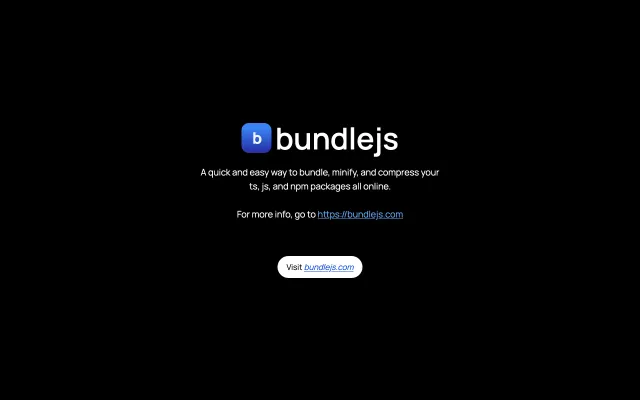 b bundlejs
A quick and easy way to bundle, minify, and compress your
ts, js, and npm packages all online.
For more info, go to https://bundlejs.com
Visit bundlejs.com